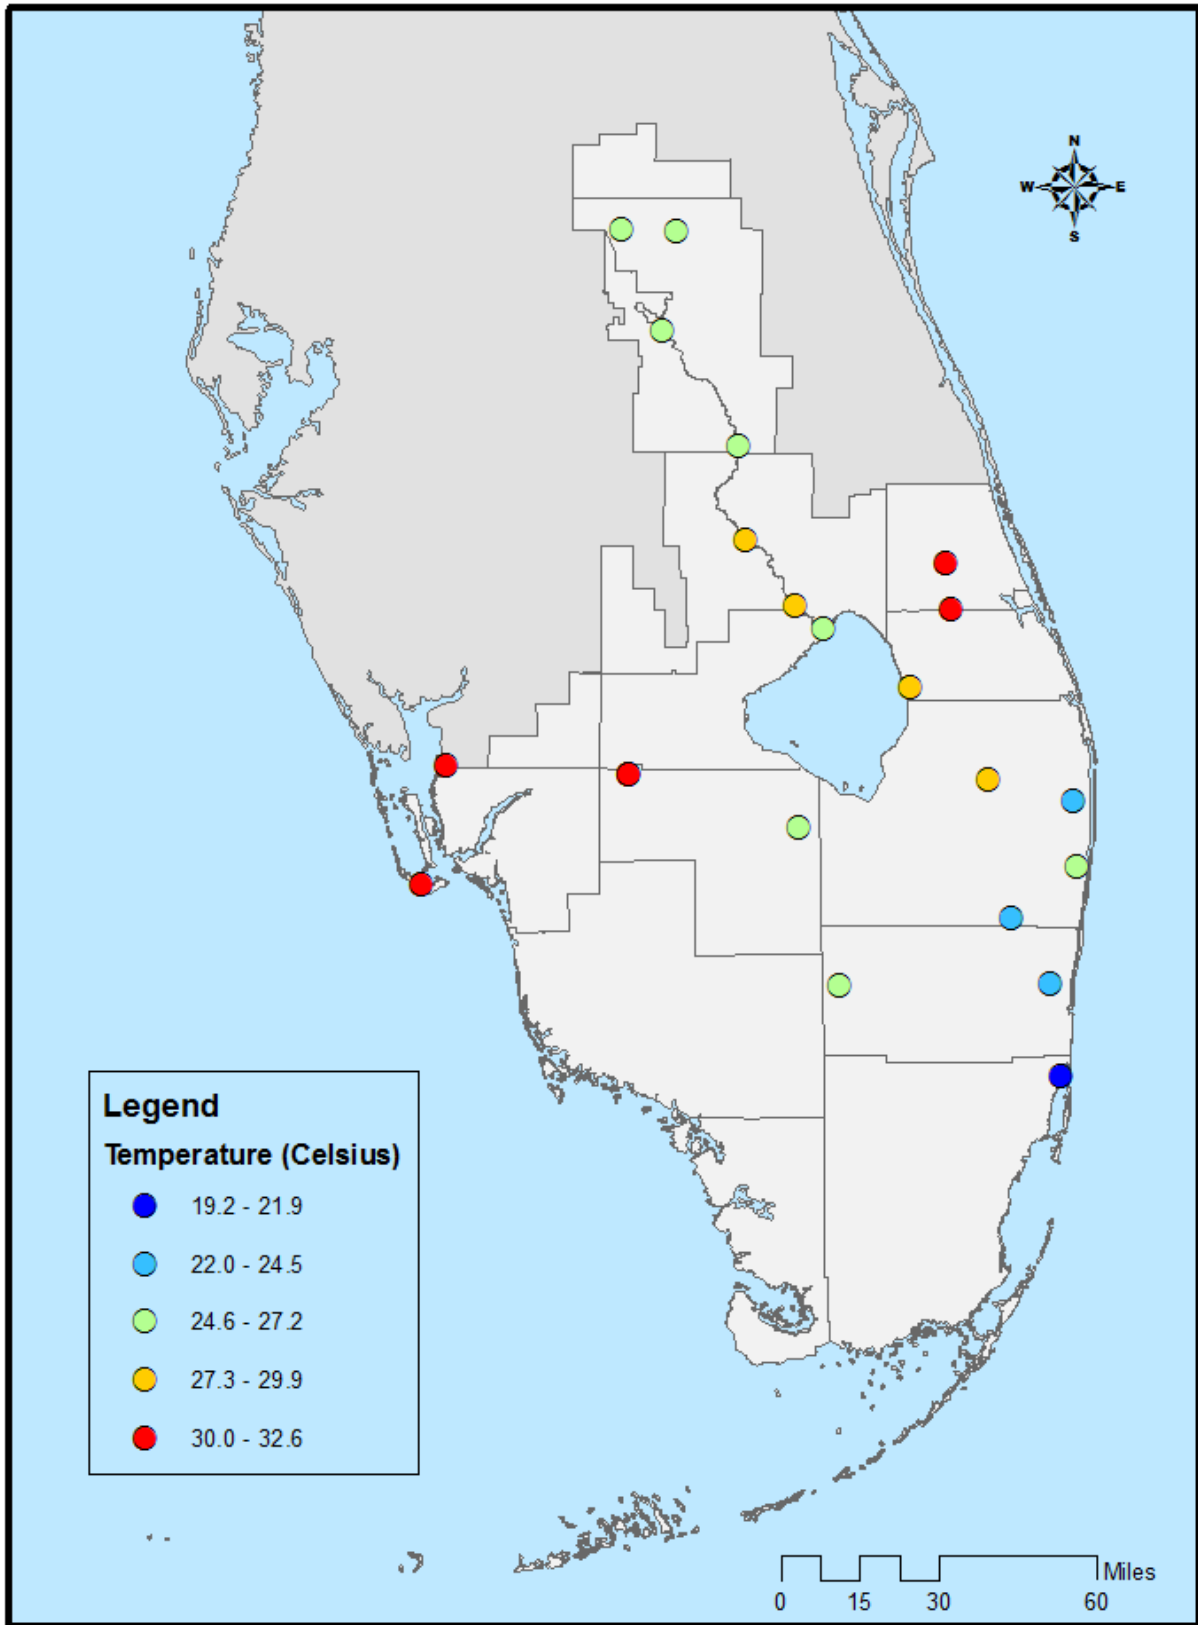 N
W E
S
Legend
Temperature (Celsius)
19.2 - 21.9
22.0 - 24.5
24.6 - 27.2
27.3 - 29.9
30.0 - 32.6
Miles
0 15 30 60